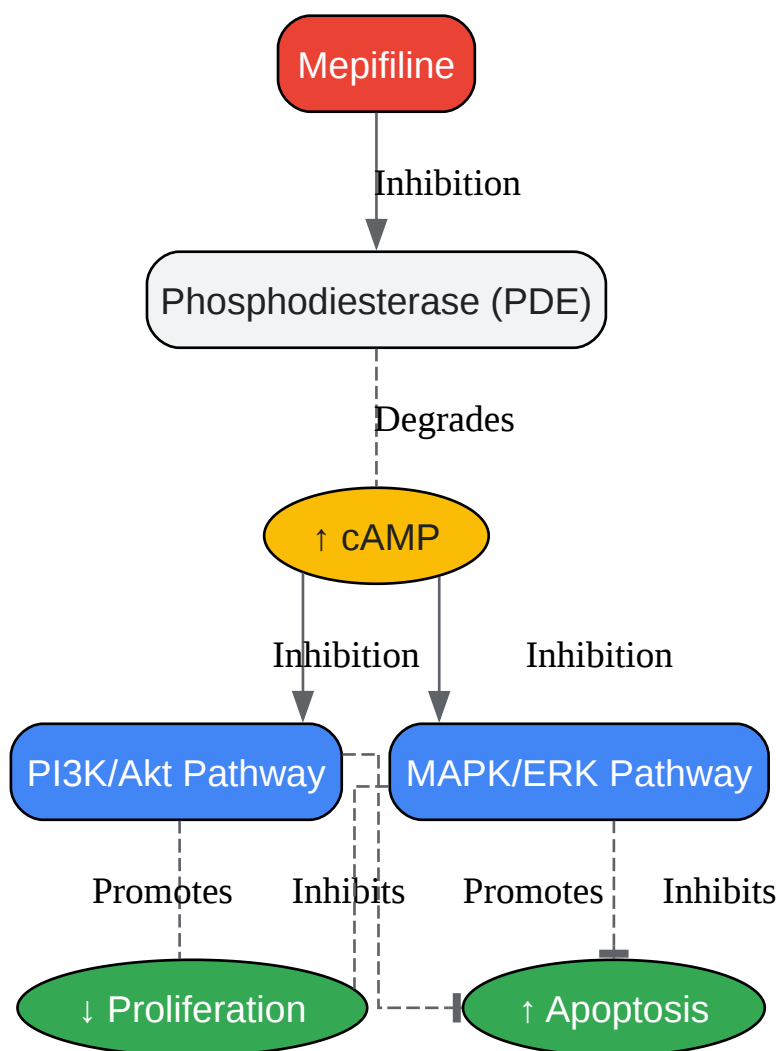 Mepifiline
Inhibition
Phosphodiesterase (PDE)
Degrades
↑ cAMP
Inhibition
Inhibition
PI3K/Akt Pathway
MAPK/ERK Pathway
Promotes
Inhibits
Promotes
Inhibits
↓ Proliferation
↑ Apoptosis